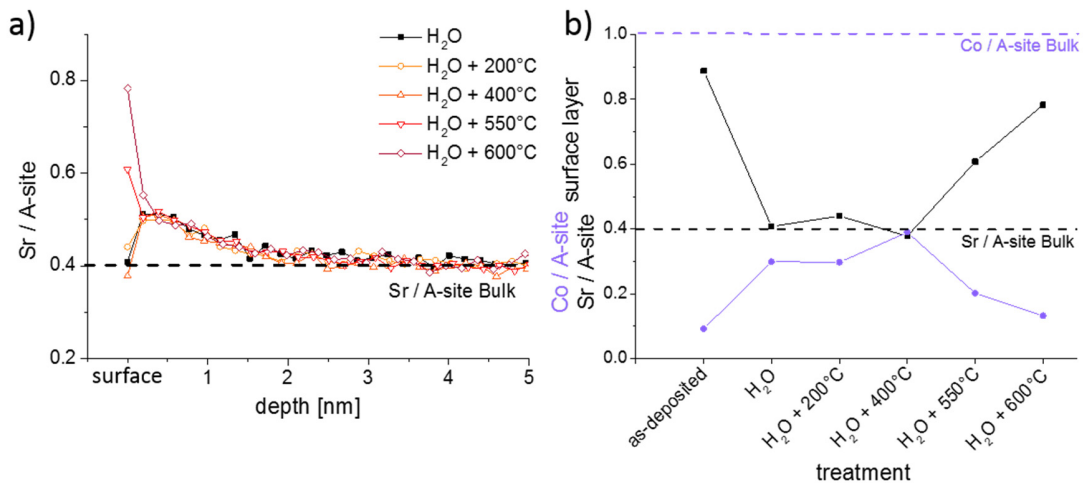 a)
H₂O
H₂O + 200°C
H₂O + 400°C
H₂O + 550°C
H₂O + 600°C
0.8
0.6
0.4
0.2
Sr / A-site
Sr / A-site Bulk
surface
1
2
3
4
5
depth [nm]
b)
1.0
0.8
0.6
0.4
0.2
0.0
Co / A-site
Sr / A-site surface layer
Co / A-site Bulk
Sr / A-site Bulk
as-deposited
H₂O
H₂O + 200°C
H₂O + 400°C
H₂O + 550°C
H₂O + 600°C
treatment